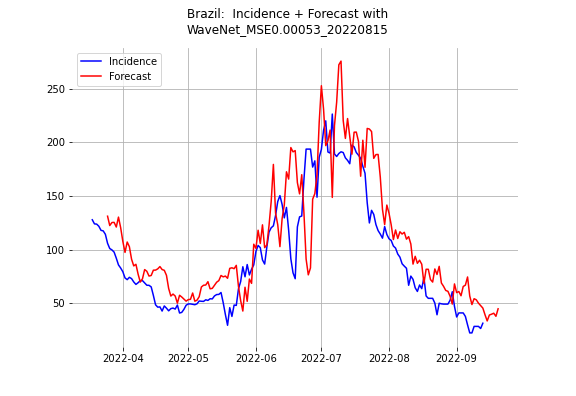 Brazil:  Incidence + Forecast with
WaveNet_MSE0.00053_20220815
Incidence
Forecast
250
200
150
100
50
2022-04
2022-05
2022-06
2022-07
2022-08
2022-09